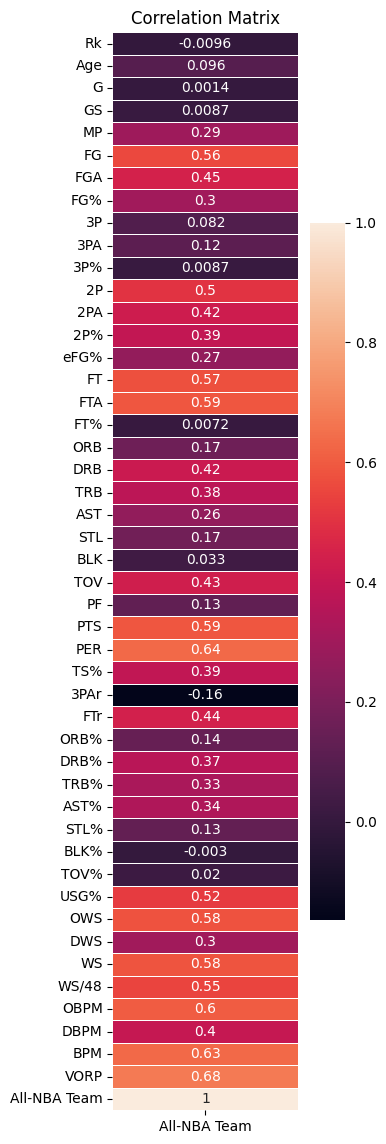 Correlation Matrix
Rk -0.0096
Age 0.096
G 0.0014
GS 0.0087
MP 0.29
FG 0.56
FGA 0.45
FG% 0.3
3P 0.082
3PA 0.12
3P% 0.0087
2P 0.5
2PA 0.42
2P% 0.39
eFG% 0.27
FT 0.57
FTA 0.59
FT% 0.0072
ORB 0.17
DRB 0.42
TRB 0.38
AST 0.26
STL 0.17
BLK 0.033
TOV 0.43
PF 0.13
PTS 0.59
PER 0.64
TS% 0.39
3PAr -0.16
FTr 0.44
ORB% 0.14
DRB% 0.37
TRB% 0.33
AST% 0.34
STL% 0.13
BLK% -0.003
TOV% 0.02
USG% 0.52
OWS 0.58
DWS 0.3
WS 0.58
WS/48 0.55
OBPM 0.6
DBPM 0.4
BPM 0.63
VORP 0.68
All-NBA Team 1
All-NBA Team
1.0
0.8
0.6
0.4
0.2
0.0